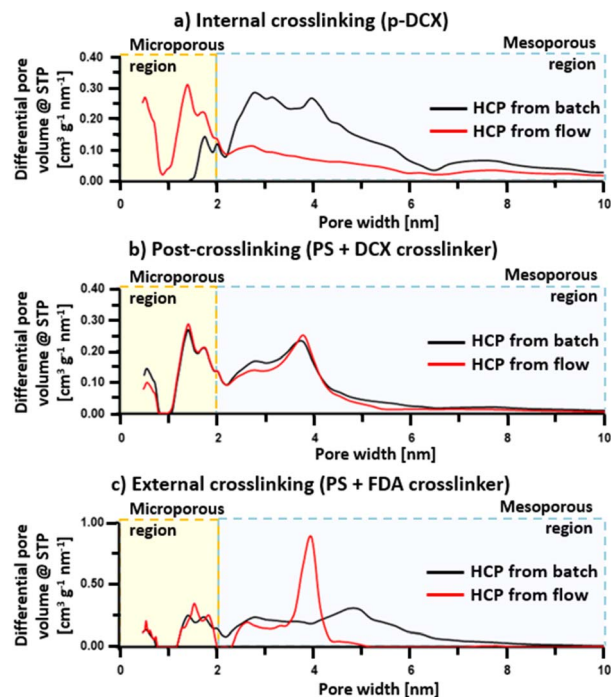 a) Internal crosslinking (p-DCX)
Microporous
region
Mesoporous
region
HCP from batch
HCP from flow
Differential pore
volume @ STP
[cm³ g⁻¹ nm⁻¹]
0.40
0.30
0.20
0.10
0.00
0 2 4 6 8 10
Pore width [nm]
b) Post-crosslinking (PS + DCX crosslinker)
Microporous
region
Mesoporous
region
HCP from batch
HCP from flow
Differential pore
volume @ STP
[cm³ g⁻¹ nm⁻¹]
0.40
0.30
0.20
0.10
0.00
0 2 4 6 8 10
Pore width [nm]
c) External crosslinking (PS + FDA crosslinker)
Microporous
region
Mesoporous
region
HCP from batch
HCP from flow
Differential pore
volume @ STP
[cm³ g⁻¹ nm⁻¹]
1.00
0.50
0.00
0 1 2 3 4 5 6 7 8 9 10
Pore width [nm]